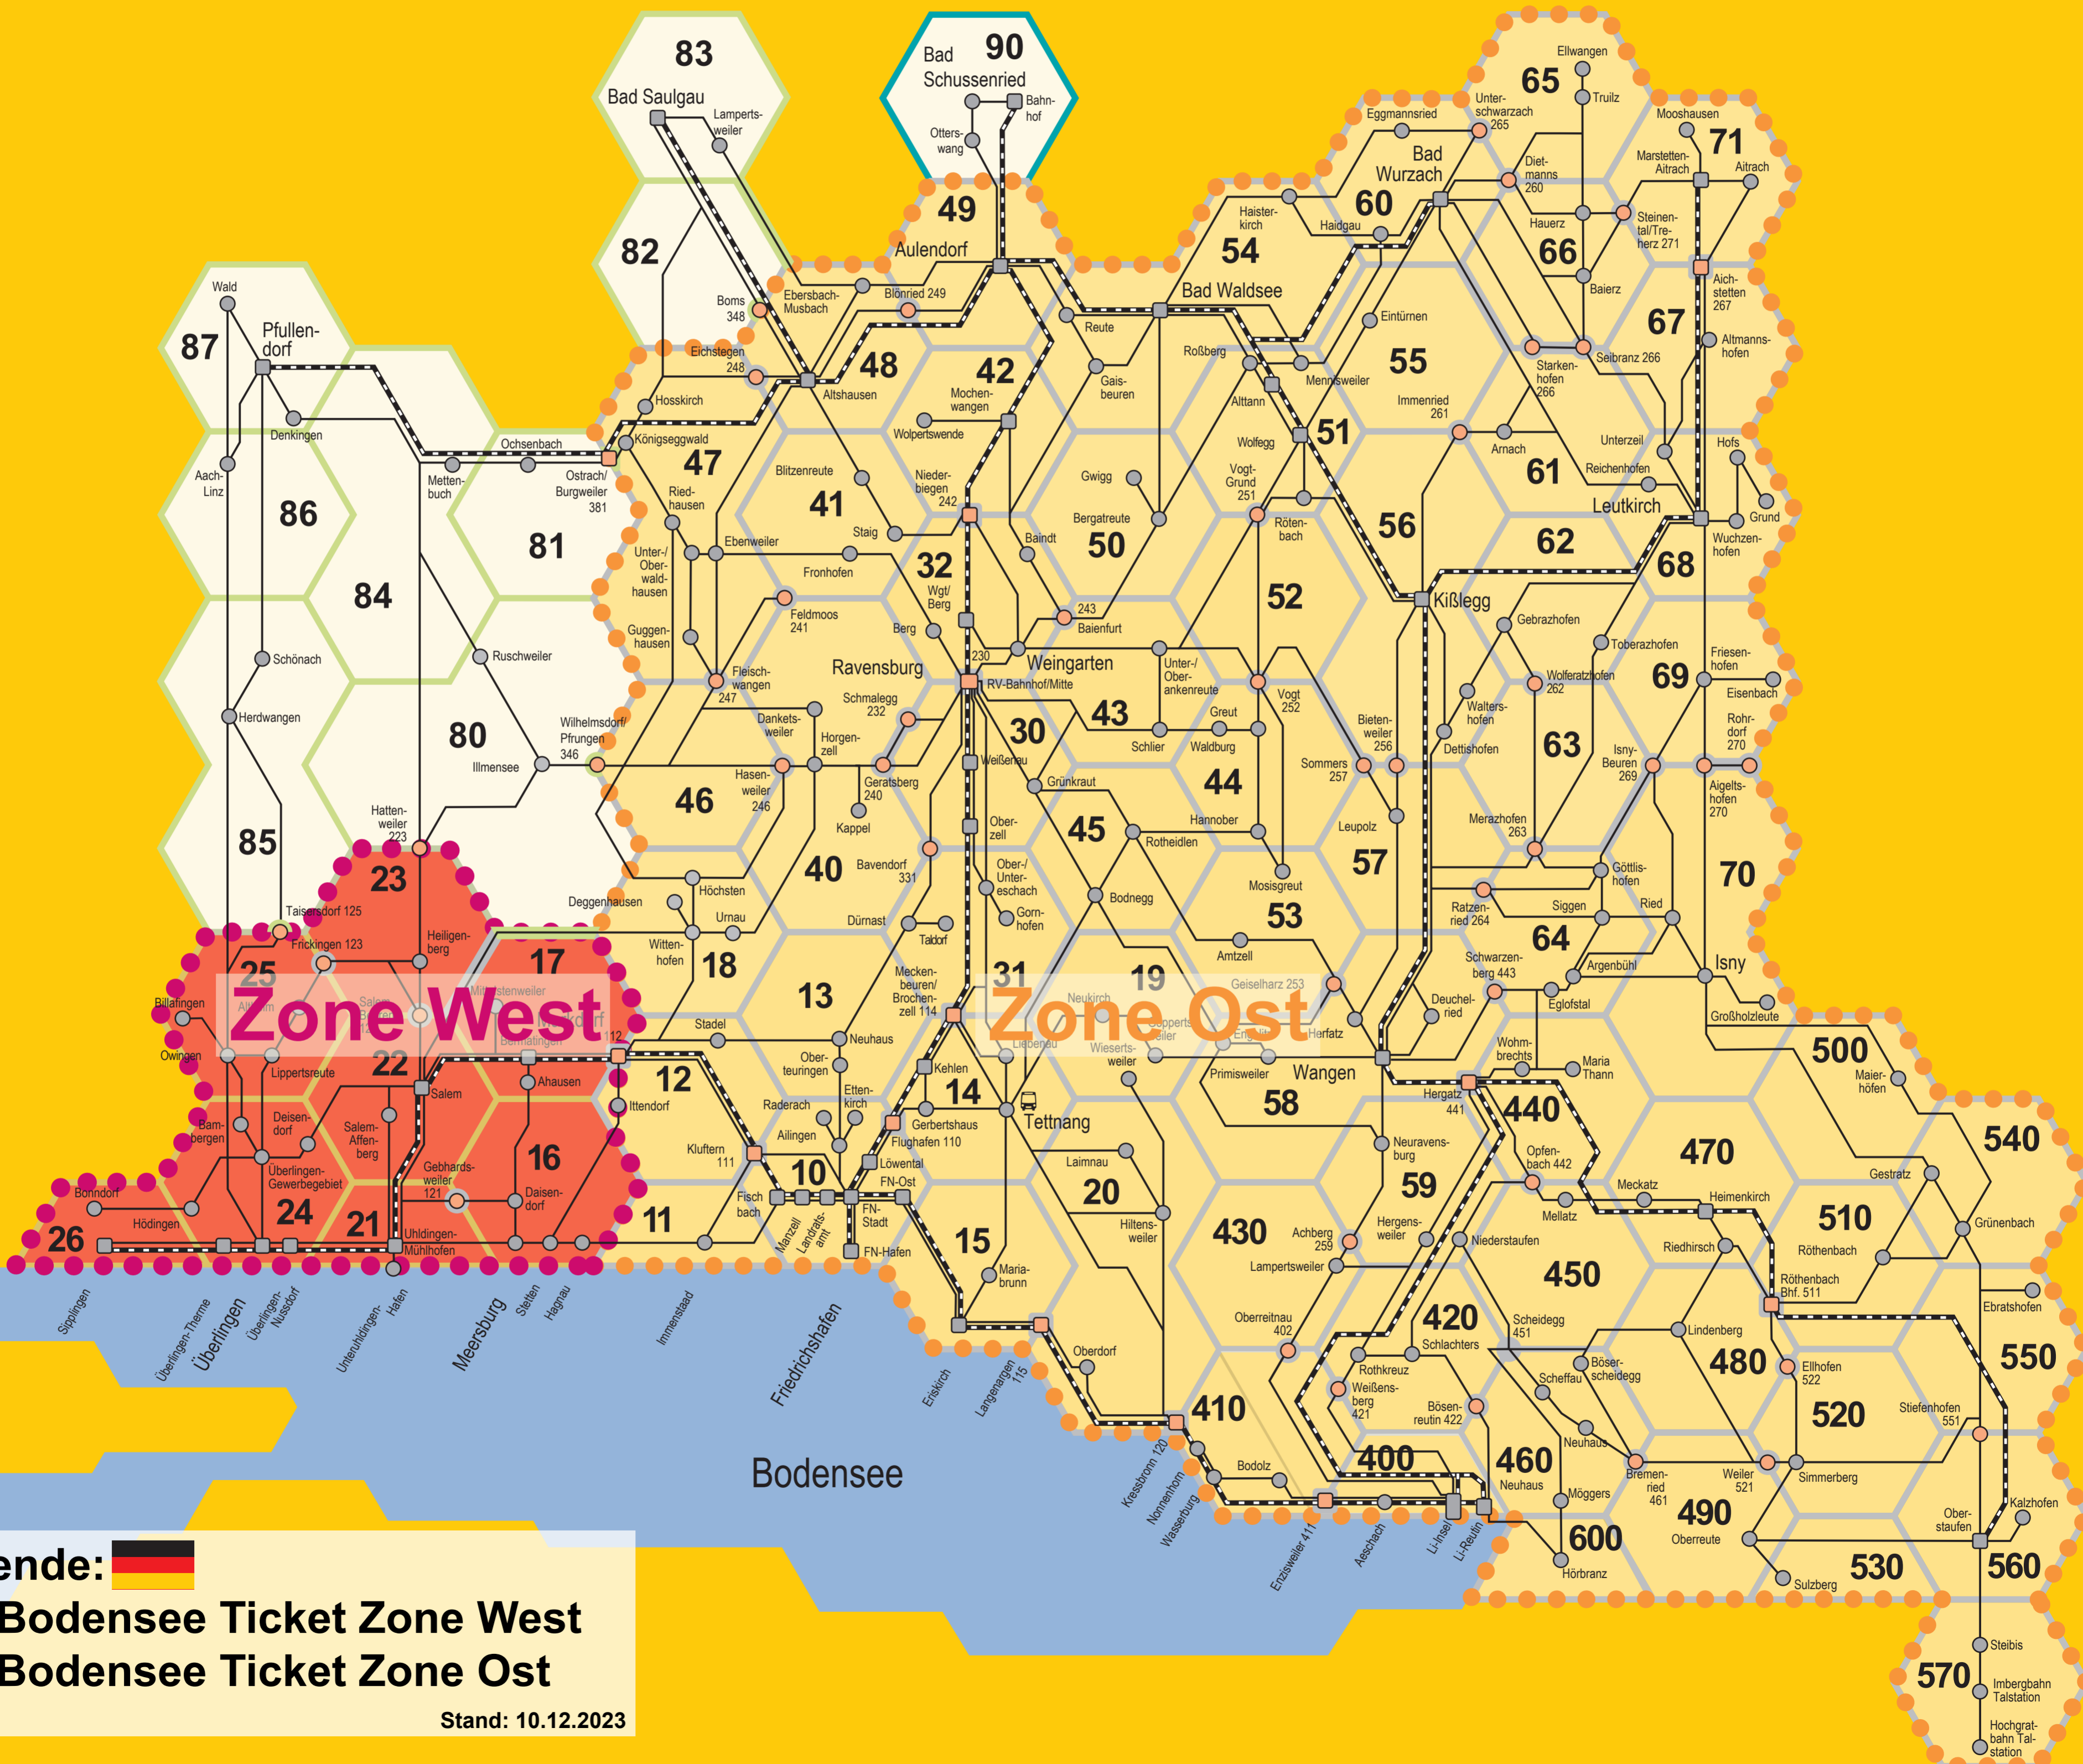 83
Bad Saulgau
Lamperts-
weiler
90
Bad
Schussenried
Bahn-
hof
Otters-
wang
65
Ellwangen
Truilz
Unter-
schwarzach
265
Eggmannsried
Mooshausen
71
Marstetten-
Aitrach
Aitrach
Bad
Wurzach
Diet-
manns
260
60
Haister-
kirch
Haidgau
54
Hauerz
66
Steinen-
tal/Tre-
herz 271
Baierz
49
Aulendorf
82
Boms
348
Ebersbach-
Musbach
Blönried 249
Bad Waldsee
Reute
Eintürnen
Aich-
stetten
267
67
Altmanns-
hofen
Wald
87
Pfullen-
dorf
Denkingen
Eichstegen
248
Hosskirch
Altshausen
48
42
Mochen-
wangen
Wolpertswende
Gais-
beuren
Roßberg
Mennisweiler
Alttann
55
Seibranz 266
Starken-
hofen
266
Immenried
261
Arnach
Unterzeil
Hofs
Aach-
Linz
86
Metten-
buch
Ochsenbach
Ostrach/
Burgweiler
381
Königseggwald
47
Ried-
hausen
Blitzenreute
41
Staig
Nieder-
biegen
242
Gwigg
Bergatreute
Wolfegg
51
Vogt-
Grund
251
Röten-
bach
56
61
Reichenhofen
Leutkirch
Grund
Wuchzen-
hofen
81
84
Unter-/
Ober-
wald-
hausen
Ebenweiler
Fronhofen
32
Wgt/
Berg
Baindt
50
52
62
68
Kißlegg
Feldmoos
241
Berg
243
Baienfurt
Gebrazhofen
Toberazhofen
Guggen-
hausen
Schönach
Ruschweiler
Fleisch-
wangen
247
Ravensburg
230
Weingarten
RV-Bahnhof/Mitte
Schmalegg
232
Unter-/
Ober-
ankenreute
Vogt
252
Wolferatzhofen
262
Walters-
hofen
Friesen-
hofen
69
Eisenbach
Herdwangen
80
Illmensee
Wilhelmsdorf/
Pfrungen
346
Dankets-
weiler
Horgen-
zell
Hasen-
weiler
246
46
Kappel
Geratsberg
240
Weißenau
30
43
Schlier
Greut
Waldburg
44
Grünkraut
Sommers
257
Bieten-
weiler
256
Dettishofen
63
Isny-
Beuren
269
Rohr-
dorf
270
Aigelts-
hofen
270
85
Hatten-
weiler
223
23
Taisersdorf 125
Frickingen 123
Heiligen-
berg
40
Ober-
zell
Bavendorf
331
Ober-/
Unter-
eschach
Gorn-
hofen
45
Rotheidlen
Hannober
Mosisgreut
Leupolz
57
Merazhofen
263
Göttlis-
hofen
70
Deggenhausen
Höchsten
Urnau
Witten-
hofen
18
Dürnast
Taldorf
Bodnegg
53
Amtzell
Ratzen-
ried 264
Siggen
Ried
64
Schwarzen-
berg 443
Argenbühl
Isny
Eglofstal
Großholzleute
25
17
Zone West
Zone Ost
Billafingen
Owingen
Lippertsreute
22
Bermatingen
Markdorf
112
13
Mecken-
beuren/
Brochen-
zell 114
31
19
Neukirch
Geiselharz 253
Liebenau
Wieserts-
weiler
Primisweiler
Herfatz
Wangen
Deuchel-
ried
Stadel
Neuhaus
12
Ober-
teuringen
Kehlen
14
Tettnang
58
Wohm-
brechts
Maria
Thann
Hergatz
441
440
500
Maier-
höfen
Salem
Ahausen
Ittendorf
Bam-
bergen
Deisen-
dorf
Salem-
Affen-
berg
Raderach
Etten-
kirch
Ailingen
Gerbertshaus
Flughafen 110
Kluftern
111
10
Löwental
Laimnau
20
Neuravens-
burg
59
Opfen-
bach 442
470
540
Gestratz
Überlingen-
Gewerbegebiet
Gebhards-
weiler
121
16
Daisen-
dorf
Bonndorf
Hödingen
24
21
26
Uhldingen-
Mühlhofen
11
Fisch
bach
Manzell
Landrats-
amt
FN-
Stadt
FN-Ost
FN-Hafen
15
Maria-
brunn
Hiltens-
weiler
430
Achberg
259
Hergens-
weiler
Mellatz
Meckatz
Heimenkirch
510
Grünenbach
Niederstaufen
Lampertsweiler
450
Riedhirsch
Röthenbach
Röthenbach
Bhf. 511
Ebratshofen
Sipplingen
Überlingen-Therme
Überlingen
Überlingen-
Nussdorf
Unteruhldingen-
Hafen
Meersburg
Stetten
Hagnau
Immenstaad
Friedrichshafen
Eriskirch
Langenargen
115
Oberdorf
Oberreitnau
402
420
Schlachters
Scheidegg
451
Lindenberg
480
550
Rothkreuz
Böser-
scheidegg
Scheffau
Ellhofen
522
Weißens-
berg
421
Bösen-
reutin 422
410
Kressbronn 120
Nonnenhorn
Wasserburg
Bodolz
Enzisweiler 411
Aeschach
Li-Insel
Li-Reutin
400
460
Neuhaus
Neuhaus
Bremen-
ried
461
Weiler
521
Simmerberg
520
Stiefenhofen
551
Möggers
490
Oberreute
600
Hörbranz
Sulzberg
530
Ober-
staufen
Kalzhofen
560
Bodensee
ende:
Bodensee Ticket Zone West
Bodensee Ticket Zone Ost
Stand: 10.12.2023
570
Steibis
Imbergbahn
Talstation
Hochgrat-
bahn Tal-
station